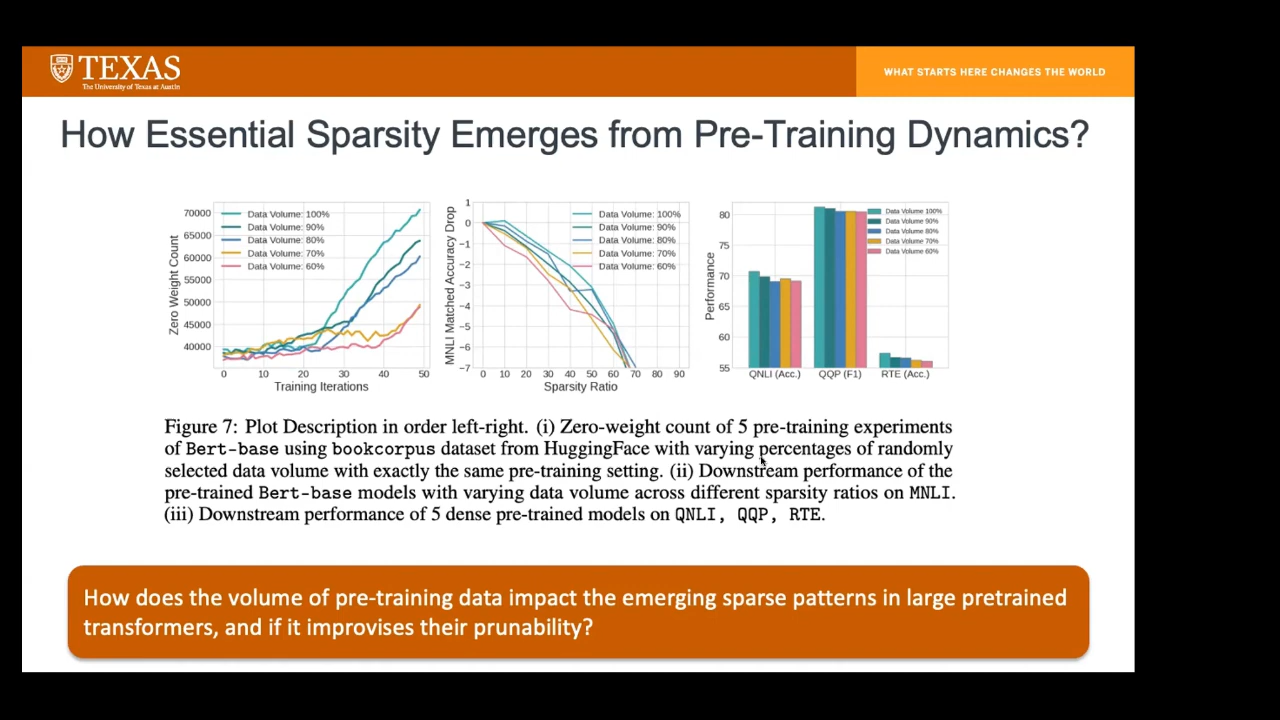 TEXAS
The University of Texas at Austin
WHAT STARTS HERE CHANGES THE WORLD
How Essential Sparsity Emerges from Pre-Training Dynamics?
Zero Weight Count
70000
65000
60000
55000
50000
45000
40000
Data Volume: 100%
Data Volume: 90%
Data Volume: 80%
Data Volume: 70%
Data Volume: 60%
0 10 20 30 40 50
Training Iterations
MNLI Matched Accuracy Drop
1
0
−1
−2
−3
−4
−5
−6
−7
Data Volume: 100%
Data Volume: 90%
Data Volume: 80%
Data Volume: 70%
Data Volume: 60%
0 10 20 30 40 50 60 70 80 90
Sparsity Ratio
Performance
80
75
70
65
60
55
Data Volume 100%
Data Volume 90%
Data Volume 80%
Data Volume 70%
Data Volume 60%
QNLI (Acc.) QQP (F1) RTE (Acc.)
Figure 7: Plot Description in order left-right. (i) Zero-weight count of 5 pre-training experiments
of Bert-base using bookcorpus dataset from HuggingFace with varying percentages of randomly
selected data volume with exactly the same pre-training setting. (ii) Downstream performance of the
pre-trained Bert-base models with varying data volume across different sparsity ratios on MNLI.
(iii) Downstream performance of 5 dense pre-trained models on QNLI, QQP, RTE.
How does the volume of pre-training data impact the emerging sparse patterns in large pretrained
transformers, and if it improvises their prunability?